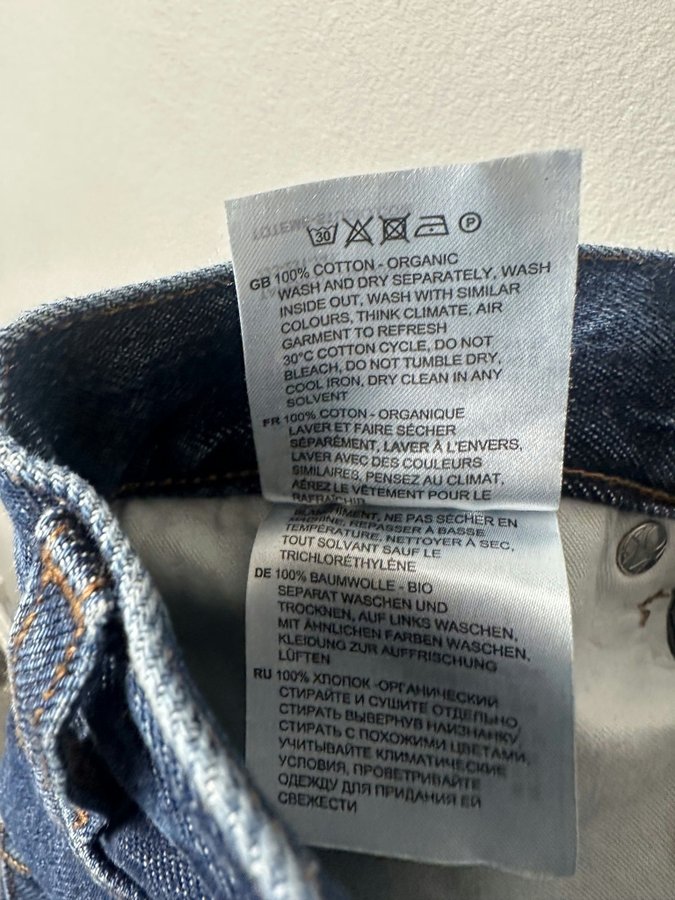 30 P
GB 100% COTTON - ORGANIC
WASH AND DRY SEPARATELY, WASH
INSIDE OUT, WASH WITH SIMILAR
COLOURS, THINK CLIMATE, AIR
GARMENT TO REFRESH
30°C COTTON CYCLE, DO NOT
BLEACH, DO NOT TUMBLE DRY,
COOL IRON, DRY CLEAN IN ANY
SOLVENT
FR 100% COTON - ORGANIQUE
LAVER ET FAIRE SÉCHER
SÉPARÉMENT, LAVER À L'ENVERS,
LAVER AVEC DES COULEURS
SIMILAIRES, PENSEZ AU CLIMAT,
AÉREZ LE VÊTEMENT POUR LE
RAFRAÎCHIR
BLANCHIMENT, NE PAS SÉCHER EN
MACHINE, REPASSER À BASSE
TEMPÉRATURE, NETTOYER À SEC,
TOUT SOLVANT SAUF LE
TRICHLORÉTHYLÈNE
DE 100% BAUMWOLLE - BIO
SEPARAT WASCHEN UND
TROCKNEN, AUF LINKS WASCHEN,
MIT ÄHNLICHEN FARBEN WASCHEN,
KLEIDUNG ZUR AUFFRISCHUNG
LÜFTEN
RU 100% ХЛОПОК -ОРГАНИЧЕСКИЙ
СТИРАЙТЕ И СУШИТЕ ОТДЕЛЬНО,
СТИРАТЬ ВЫВЕРНУВ НАИЗНАНКУ,
СТИРАТЬ С ПОХОЖИМИ ЦВЕТАМИ,
УЧИТЫВАЙТЕ КЛИМАТИЧЕСКИЕ
УСЛОВИЯ, ПРОВЕТРИВАЙТЕ
ОДЕЖДУ ДЛЯ ПРИДАНИЯ ЕЙ
СВЕЖЕСТИ